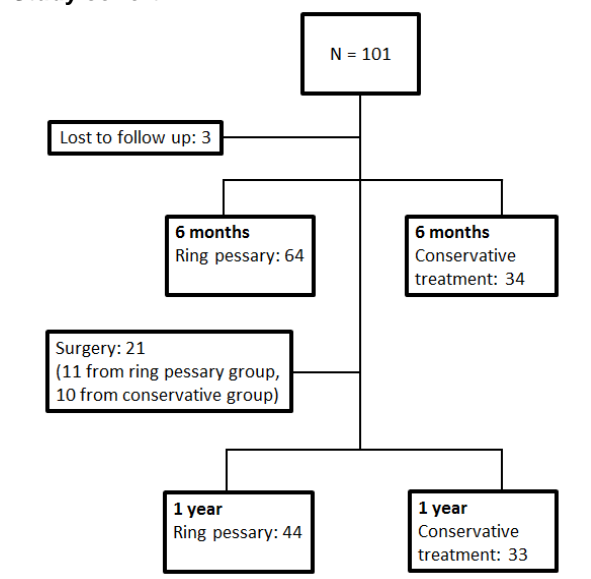 N = 101
Lost to follow up: 3
6 months
Ring pessary: 64
6 months
Conservative
treatment: 34
Surgery: 21
(11 from ring pessary group,
10 from conservative group)
1 year
Ring pessary: 44
1 year
Conservative
treatment: 33